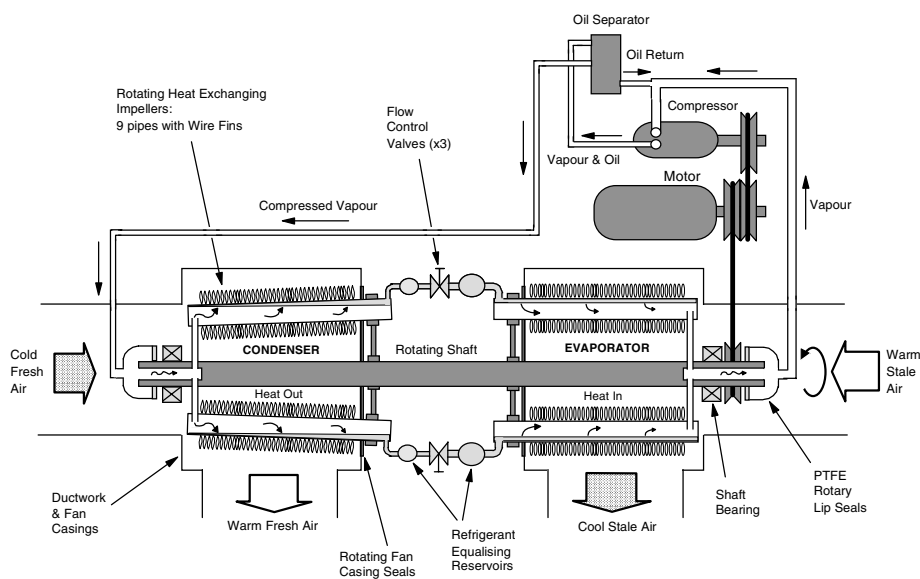 Oil Separator
Oil Return
Rotating Heat Exchanging
Impellers:
9 pipes with Wire Fins
Flow
Control
Valves (x3)
Compressor
Vapour & Oil
Motor
Compressed Vapour
Vapour
Cold
Fresh
Air
CONDENSER
Rotating Shaft
EVAPORATOR
Warm
Stale
Air
Heat Out
Heat In
Ductwork
& Fan
Casings
Warm Fresh Air
Rotating Fan
Casing Seals
Refrigerant
Equalising
Reservoirs
Cool Stale Air
Shaft
Bearing
PTFE
Rotary
Lip Seals